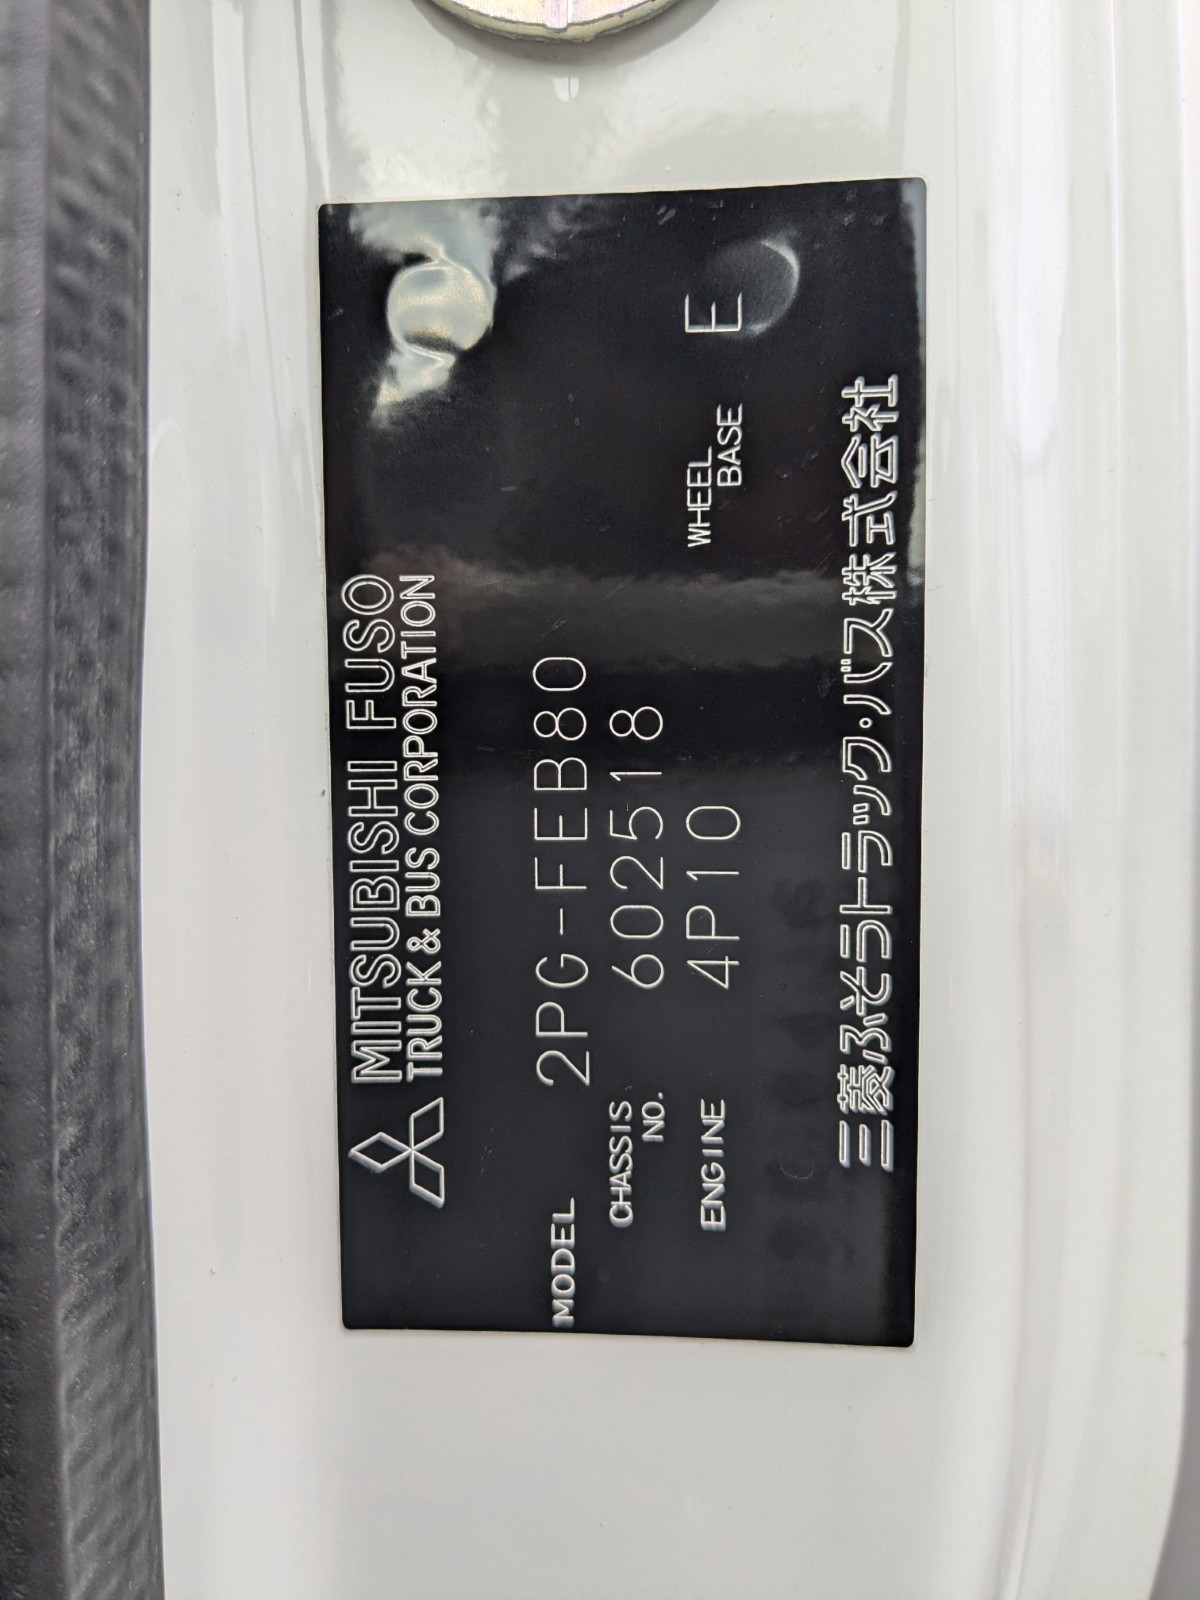 MITSUBISHI FUSO
TRUCK & BUS CORPORATION
MODEL 2PG-FEB80
CHASSIS NO. 602518
ENGINE 4P10 WHEEL BASE E
三菱ふそうトラック・バス株式会社